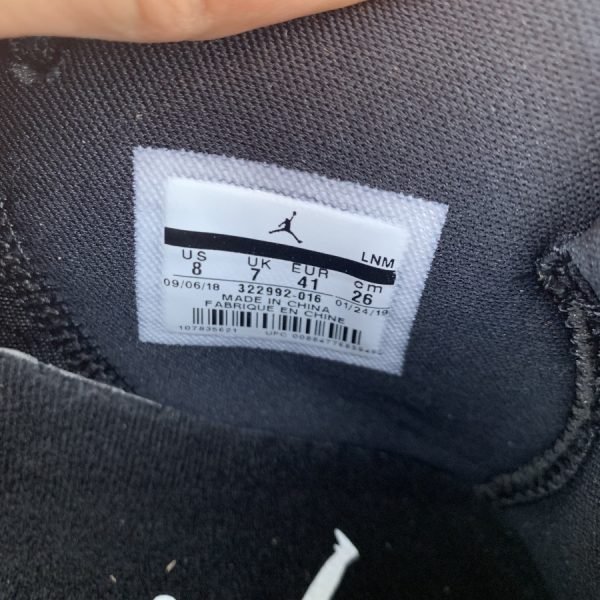 LNM
US UK EUR cm
8 7 41 26
09/06/18 322992-016 01/24/19
MADE IN CHINA
FABRIQUE EN CHINE
107835621 UPC